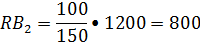 RB₂ = 100/150 • 1200 = 800